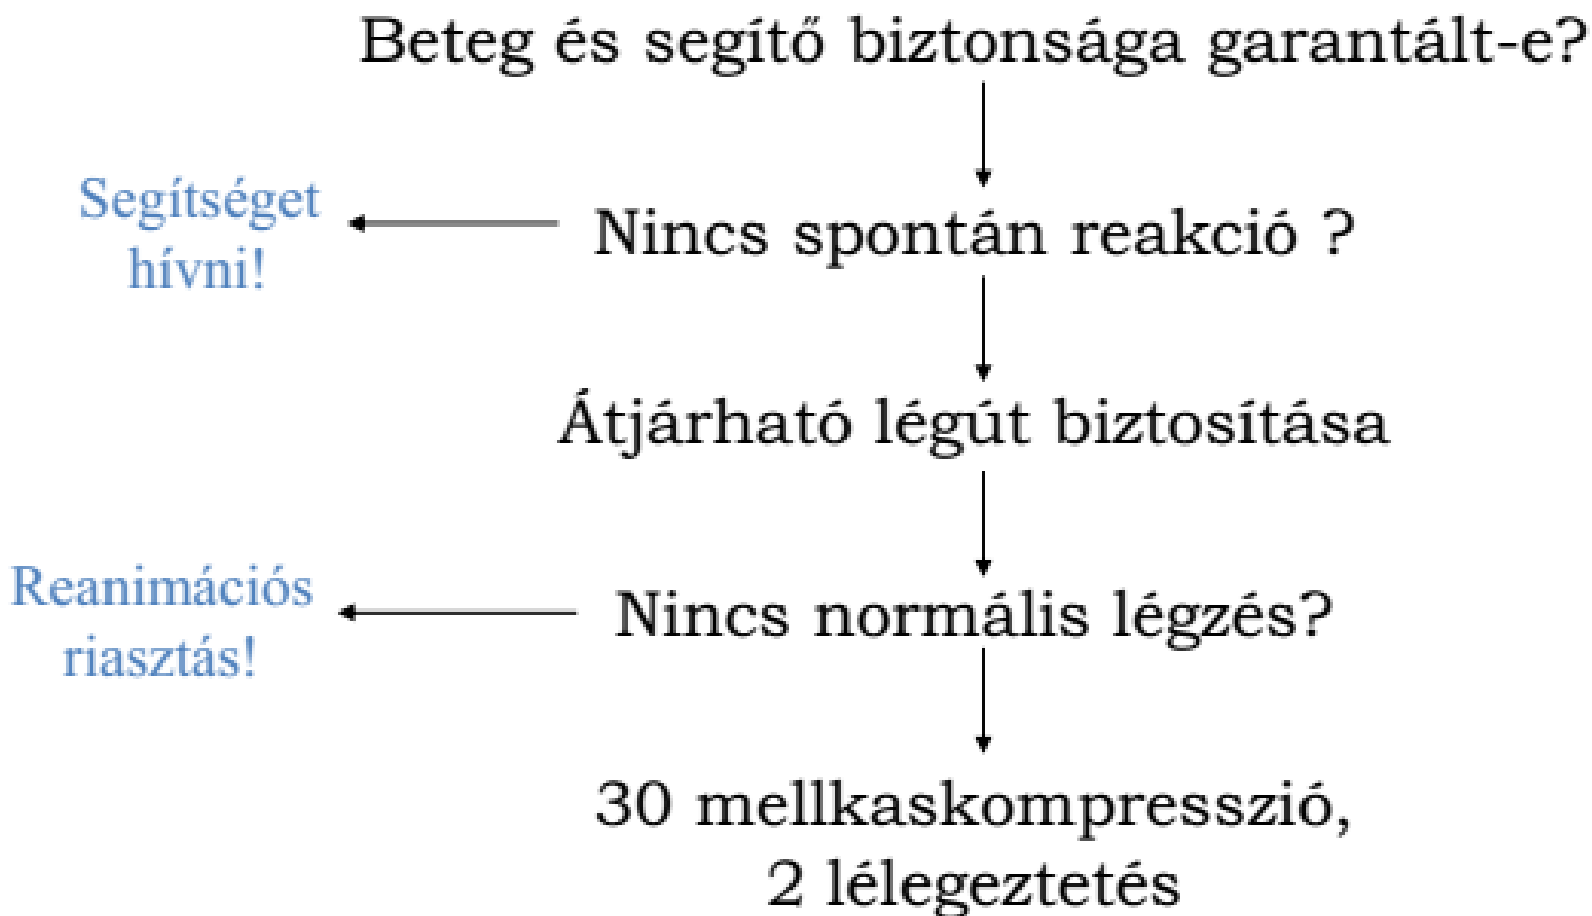 Beteg és segítő biztonsága garantált-e?
Segítséget
hívni!
Nincs spontán reakció ?
Átjárható légút biztosítása
Reanimációs
riasztás!
Nincs normális légzés?
30 mellkaskompresszió,
2 lélegeztetés